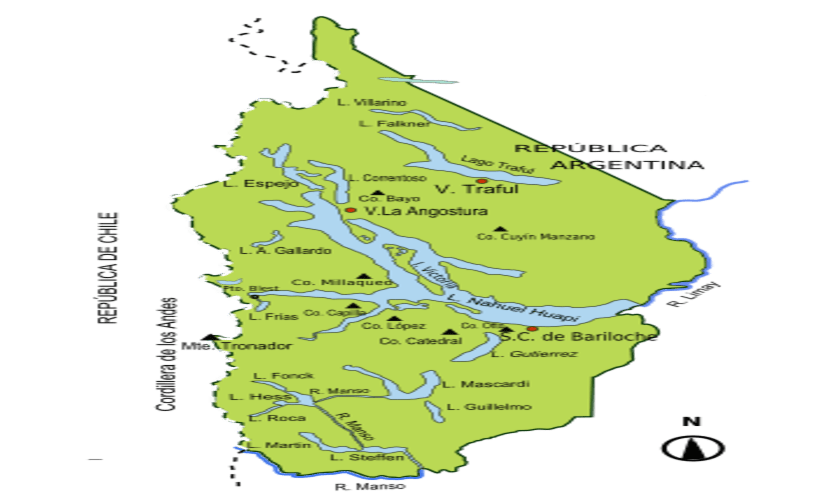 L. Villarino
L. Falkner
REPÚBLICA
ARGENTINA
Lago Traful
L. Correntoso
L. Espejo
V. Traful
Co. Bayo
V.La Angostura
REPÚBLICA DE CHILE
Co. Cuyín Manzano
L. A. Gallardo
L. Victoria
Co. Millaqueo
Pto. Blest
R. Limay
L. Nahuel Huapi
Cordillera de los Andes
L. Frías
Co. Capilla
Co. López
Co. Otto
S.C. de Bariloche
Co. Catedral
Mte. Tronador
L. Gutierrez
L. Fonck
L. Mascardi
R. Manso
L. Hess
L. Guillelmo
L. Roca
R. Manso
N
L. Martin
L. Steffen
R. Manso